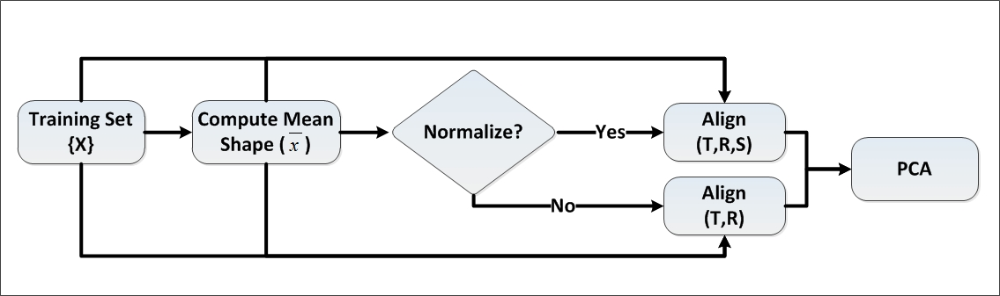 Training Set
{X}
Compute Mean
Shape ( x̅ )
Normalize?
Yes
No
Align
(T,R,S)
Align
(T,R)
PCA